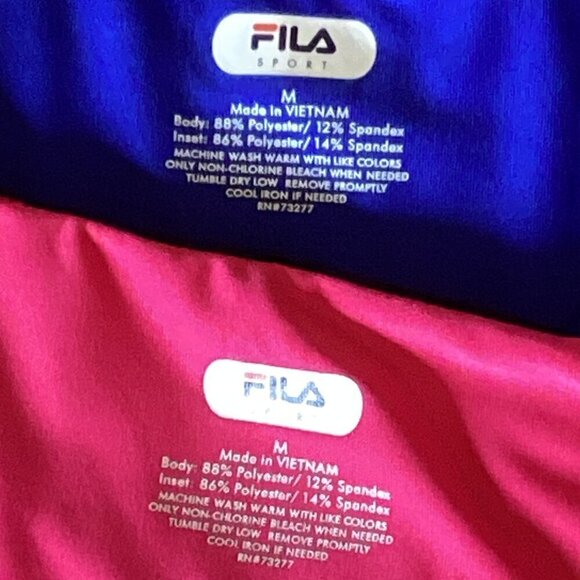 FILA
SPORT
M
Made in VIETNAM
Body: 88% Polyester/ 12% Spandex
Inset: 86% Polyester/ 14% Spandex
MACHINE WASH WARM WITH LIKE COLORS
ONLY NON-CHLORINE BLEACH WHEN NEEDED
TUMBLE DRY LOW REMOVE PROMPTLY
COOL IRON IF NEEDED
RN#73277
FILA
SPORT
M
Made in VIETNAM
Body: 88% Polyester/ 12% Spandex
Inset: 86% Polyester/ 14% Spandex
MACHINE WASH WARM WITH LIKE COLORS
ONLY NON-CHLORINE BLEACH WHEN NEEDED
TUMBLE DRY LOW REMOVE PROMPTLY
COOL IRON IF NEEDED
RN#73277